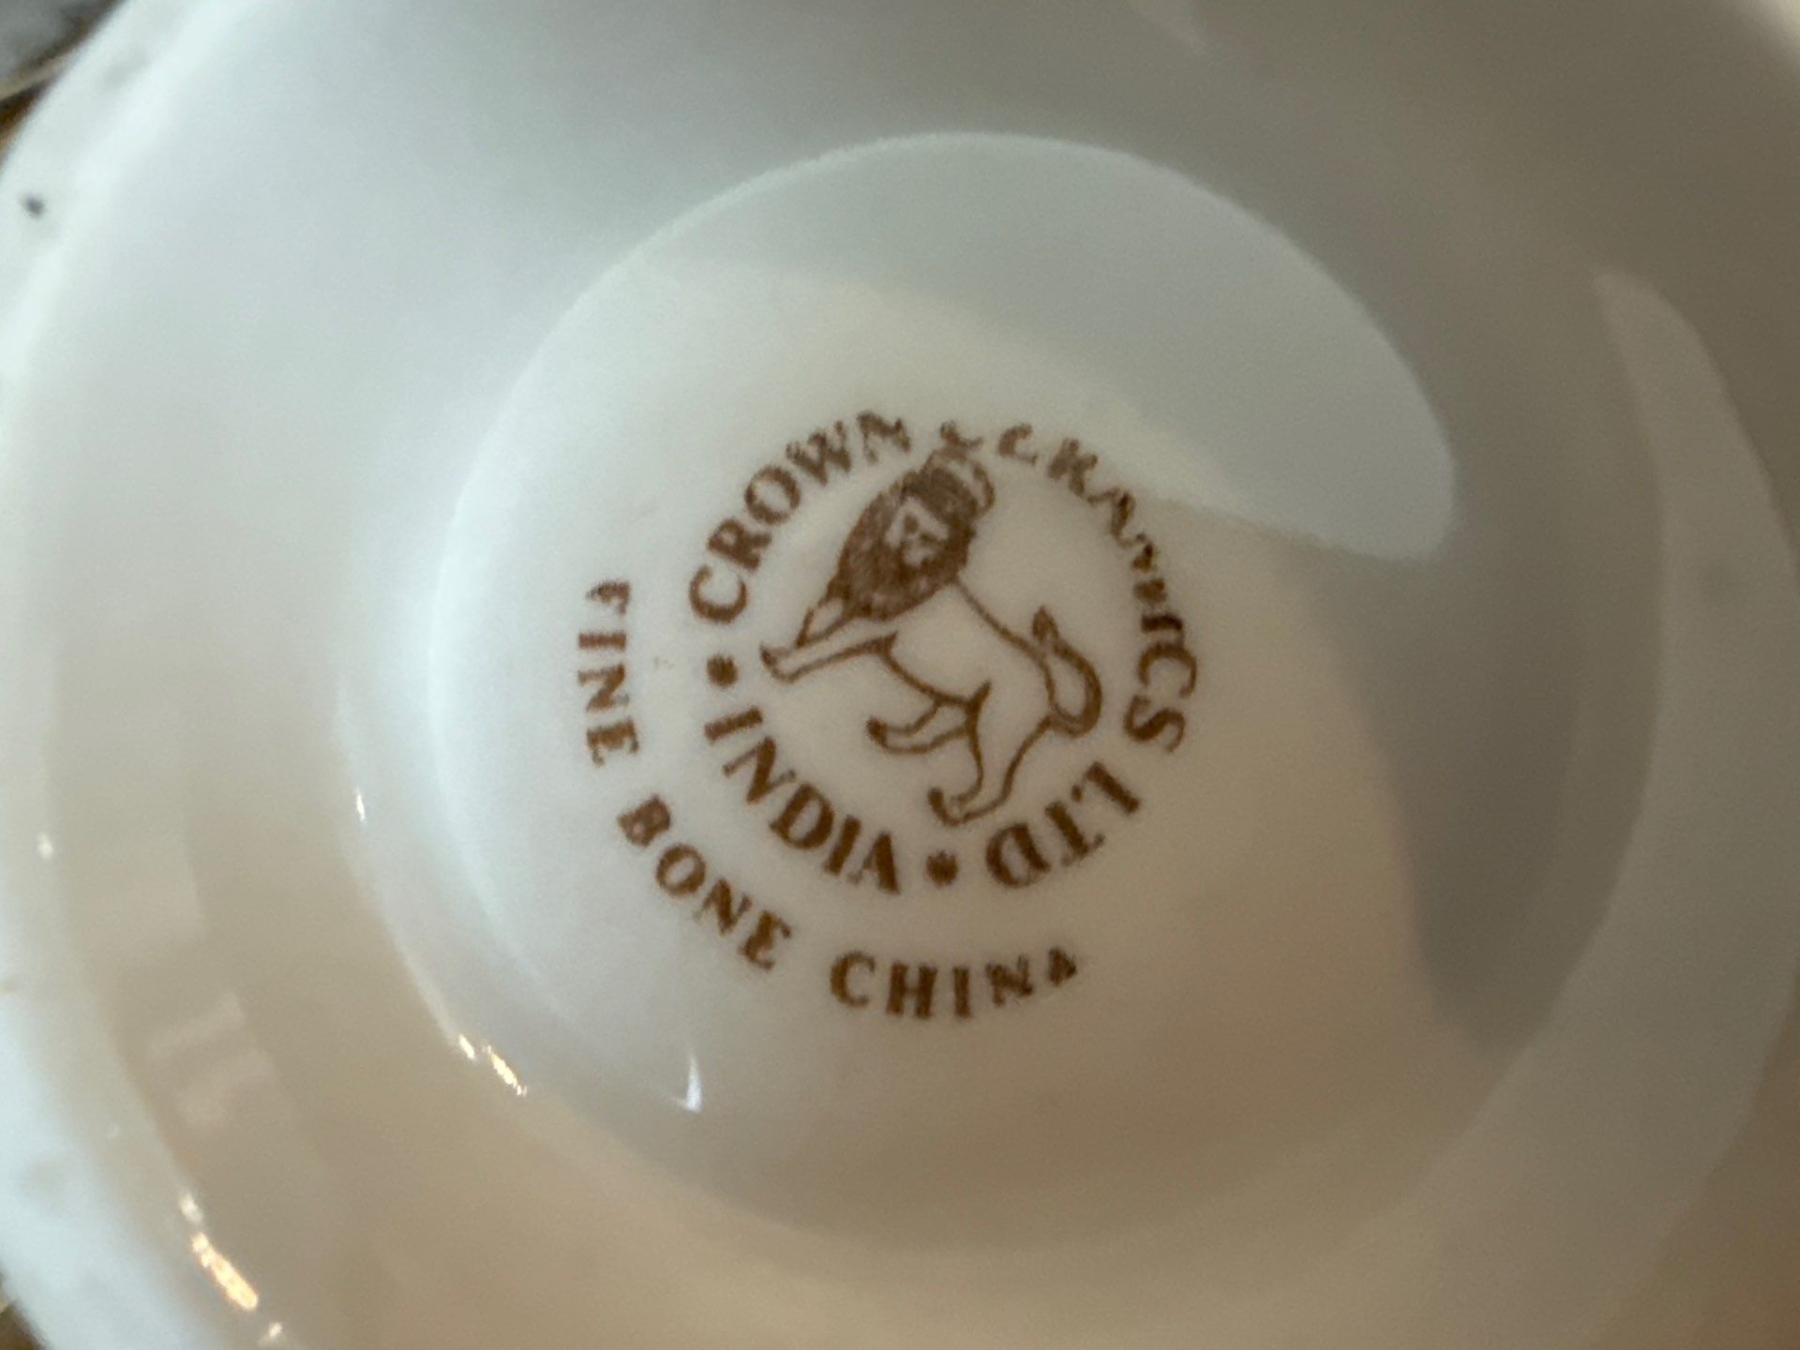 CROWN CERAMICS LTD
INDIA
FINE BONE CHINA